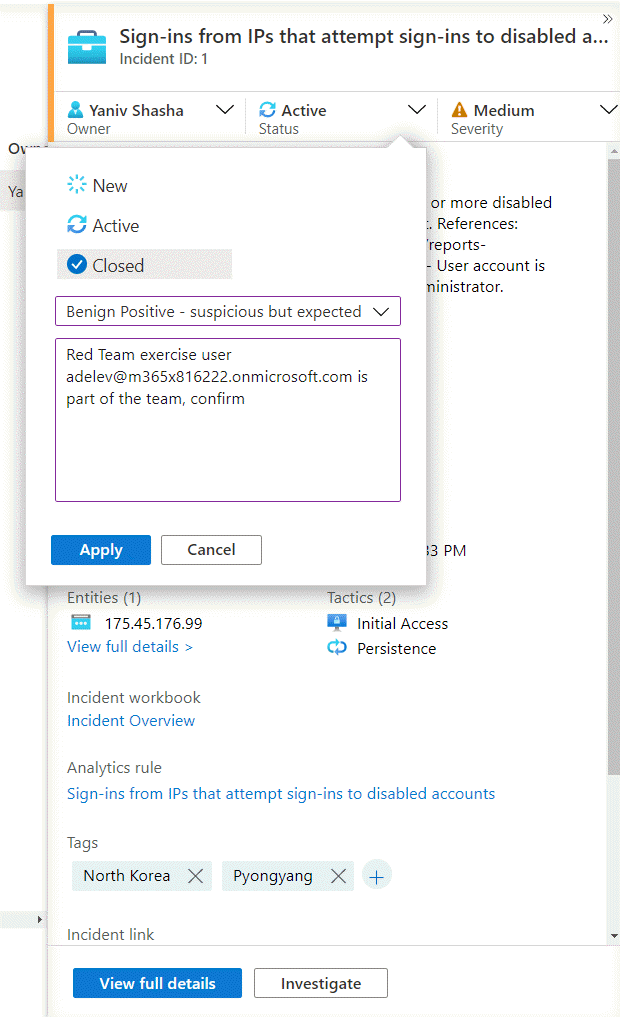 Sign-ins from IPs that attempt sign-ins to disabled a...
Incident ID: 1
Yaniv Shasha
Owner
Active
Status
Medium
Severity
Ya
New
Active
Closed
Benign Positive - suspicious but expected
Red Team exercise user
adelev@m365x816222.onmicrosoft.com is
part of the team, confirm
Apply
Cancel
or more disabled
. References:
/reports-
- User account is
ministrator.
33 PM
Entities (1)
175.45.176.99
View full details >
Tactics (2)
Initial Access
Persistence
Incident workbook
Incident Overview
Analytics rule
Sign-ins from IPs that attempt sign-ins to disabled accounts
Tags
North Korea
Pyongyang
Incident link
View full details
Investigate